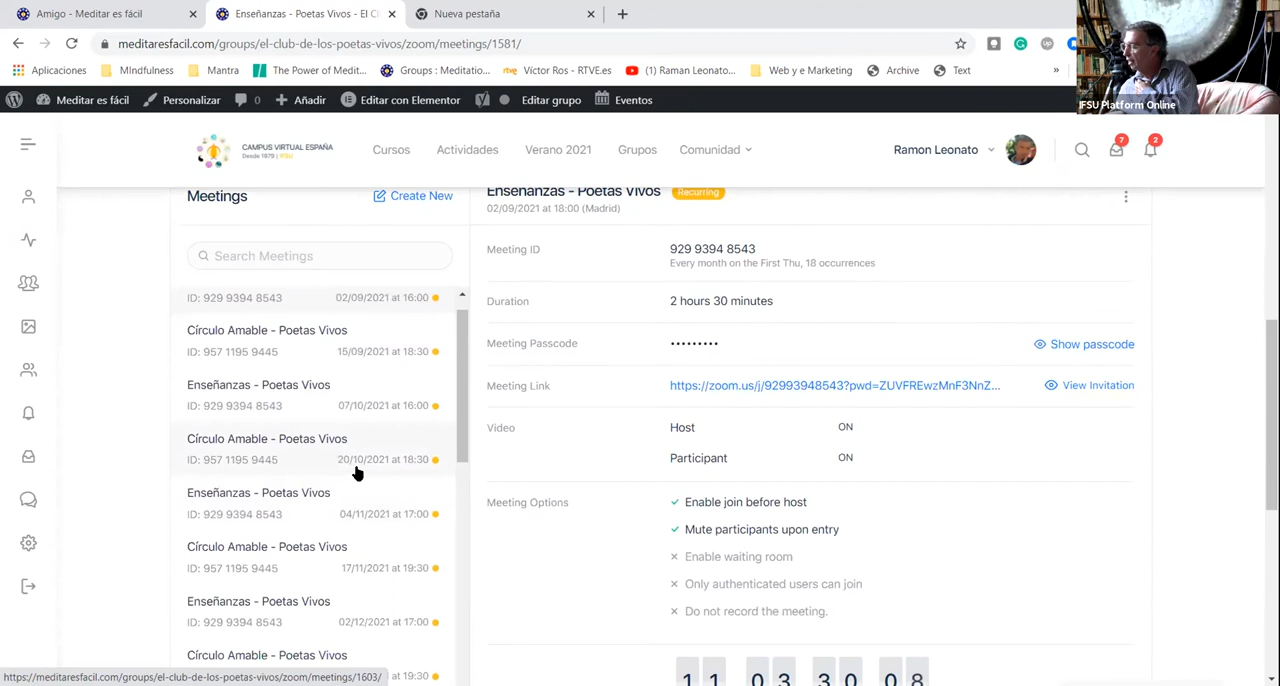 Amigo - Meditar es fácil
Enseñanzas - Poetas Vivos - El Cl
Nueva pestaña
meditaresfacil.com/groups/el-club-de-los-poetas-vivos/zoom/meetings/1581/
Aplicaciones
MIndfulness
Mantra
The Power of Medit...
Groups : Meditatio...
Víctor Ros - RTVE.es
(1) Raman Leonato...
Web y e Marketing
Archive
Text
»
IFSU Platform Online
Meditar es fácil
Personalizar
0
Añadir
Editar con Elementor
Editar grupo
Eventos
CAMPUS VIRTUAL ESPAÑA
Desde 1979 | IFSU
Cursos
Actividades
Verano 2021
Grupos
Comunidad
Ramon Leonato
7
2
Meetings
Create New
Search Meetings
ID: 929 9394 8543 02/09/2021 at 16:00
Círculo Amable - Poetas Vivos
ID: 957 1195 9445 15/09/2021 at 18:30
Enseñanzas - Poetas Vivos
ID: 929 9394 8543 07/10/2021 at 16:00
Círculo Amable - Poetas Vivos
ID: 957 1195 9445 20/10/2021 at 18:30
Enseñanzas - Poetas Vivos
ID: 929 9394 8543 04/11/2021 at 17:00
Círculo Amable - Poetas Vivos
ID: 957 1195 9445 17/11/2021 at 19:30
Enseñanzas - Poetas Vivos
ID: 929 9394 8543 02/12/2021 at 17:00
Círculo Amable - Poetas Vivos
at 19:30
Enseñanzas - Poetas Vivos Recurring
02/09/2021 at 18:00 (Madrid)
Meeting ID 929 9394 8543
Every month on the First Thu, 18 occurrences
Duration 2 hours 30 minutes
Meeting Passcode ••••••••• Show passcode
Meeting Link https://zoom.us/j/92993948543?pwd=ZUVFREwzMnF3NnZ... View Invitation
Video Host ON
Participant ON
Meeting Options Enable join before host
Mute participants upon entry
Enable waiting room
Only authenticated users can join
Do not record the meeting.
11 03 30 08
https://meditaresfacil.com/groups/el-club-de-los-poetas-vivos/zoom/meetings/1603/